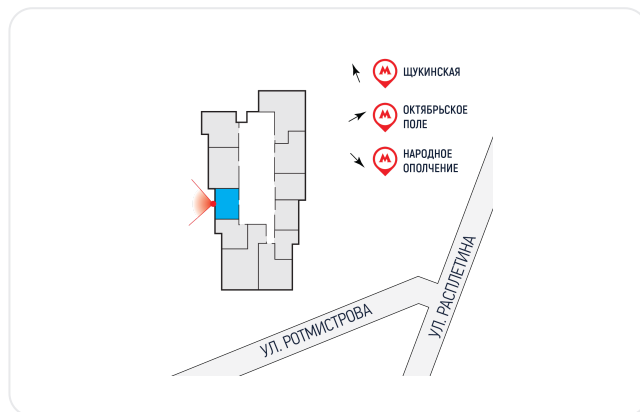 ЩУКИНСКАЯ
ОКТЯБРЬСКОЕ
ПОЛЕ
НАРОДНОЕ
ОПОЛЧЕНИЕ
УЛ. РОТМИСТРОВА
УЛ. РАСПЛЕТИНА